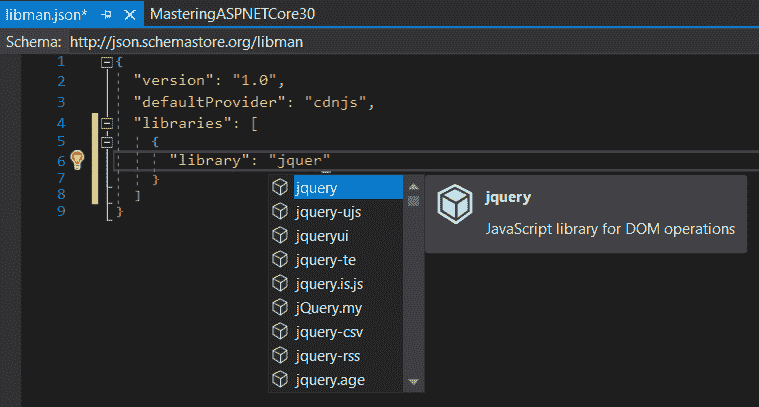 libman.json* MasteringASPNETCore30
Schema: http://json.schemastore.org/libman
1 {
2 "version": "1.0",
3 "defaultProvider": "cdnjs",
4 "libraries": [
5 {
6 "library": "jquer"
7 }
8 ]
9 }
jquery
jquery-ujs
jqueryui
jquery-te
jquery.is.js
jQuery.my
jquery-csv
jquery-rss
jquery.age
jquery
JavaScript library for DOM operations